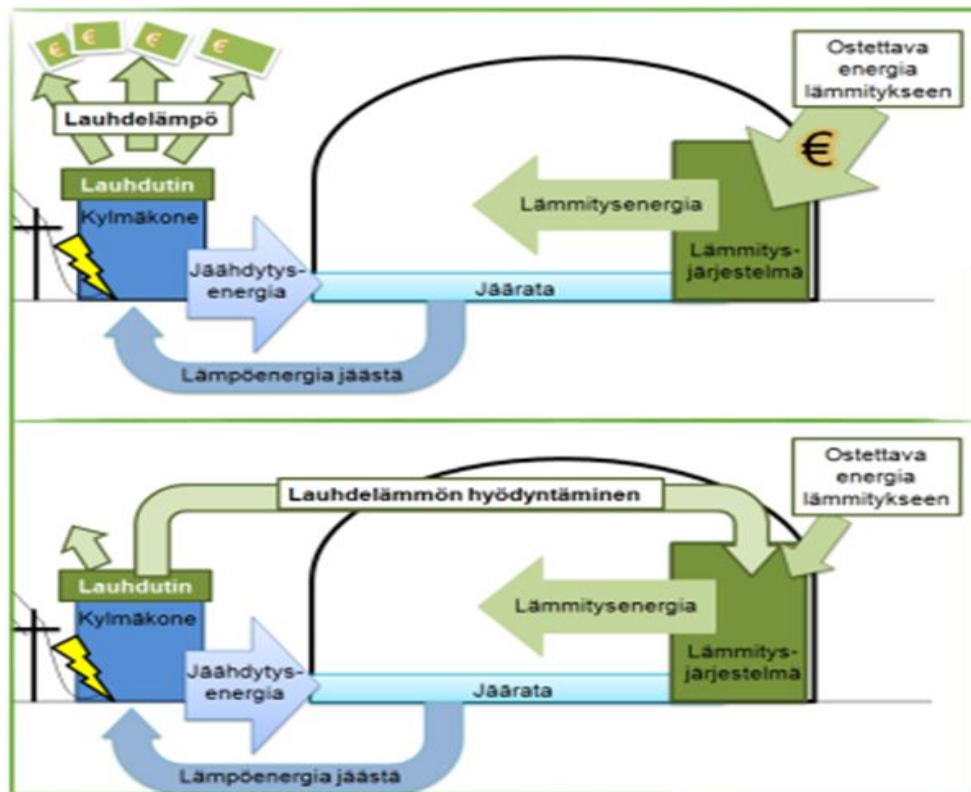 € € € €
Lauhdelämpö
Ostettava
energia
lämmitykseen
€
Lauhdutin
Kylmäkone
Lämmitysenergia
Jäähdytys-
energia
Lämmitys-
järjestelmä
Jäärata
Lämpöenergia jäästä
Ostettava
energia
lämmitykseen
Lauhdelämmön hyödyntäminen
Lauhdutin
Kylmäkone
Lämmitysenergia
Jäähdytys-
energia
Lämmitys-
järjestelmä
Jäärata
Lämpöenergia jäästä